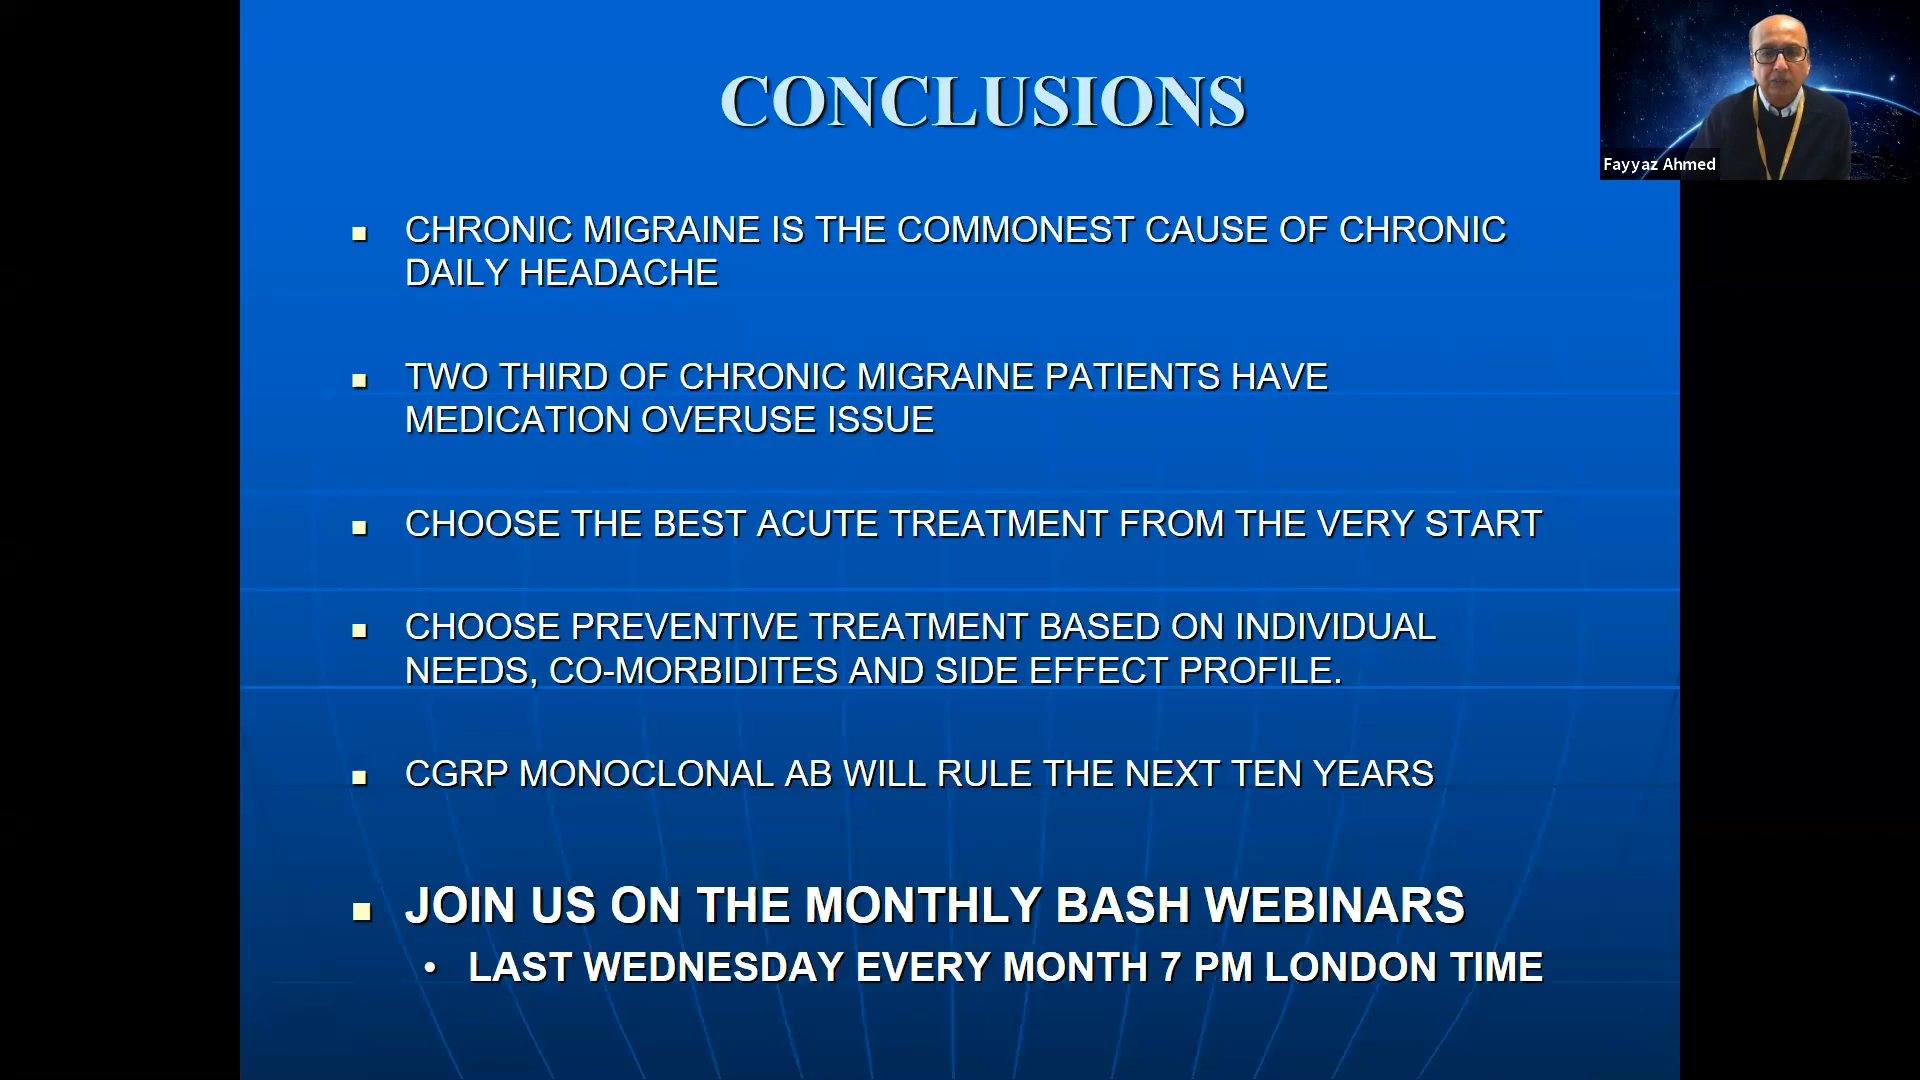 CONCLUSIONS
Fayyaz Ahmed
CHRONIC MIGRAINE IS THE COMMONEST CAUSE OF CHRONIC
DAILY HEADACHE
TWO THIRD OF CHRONIC MIGRAINE PATIENTS HAVE
MEDICATION OVERUSE ISSUE
CHOOSE THE BEST ACUTE TREATMENT FROM THE VERY START
CHOOSE PREVENTIVE TREATMENT BASED ON INDIVIDUAL
NEEDS, CO-MORBIDITES AND SIDE EFFECT PROFILE.
CGRP MONOCLONAL AB WILL RULE THE NEXT TEN YEARS
JOIN US ON THE MONTHLY BASH WEBINARS
LAST WEDNESDAY EVERY MONTH 7 PM LONDON TIME